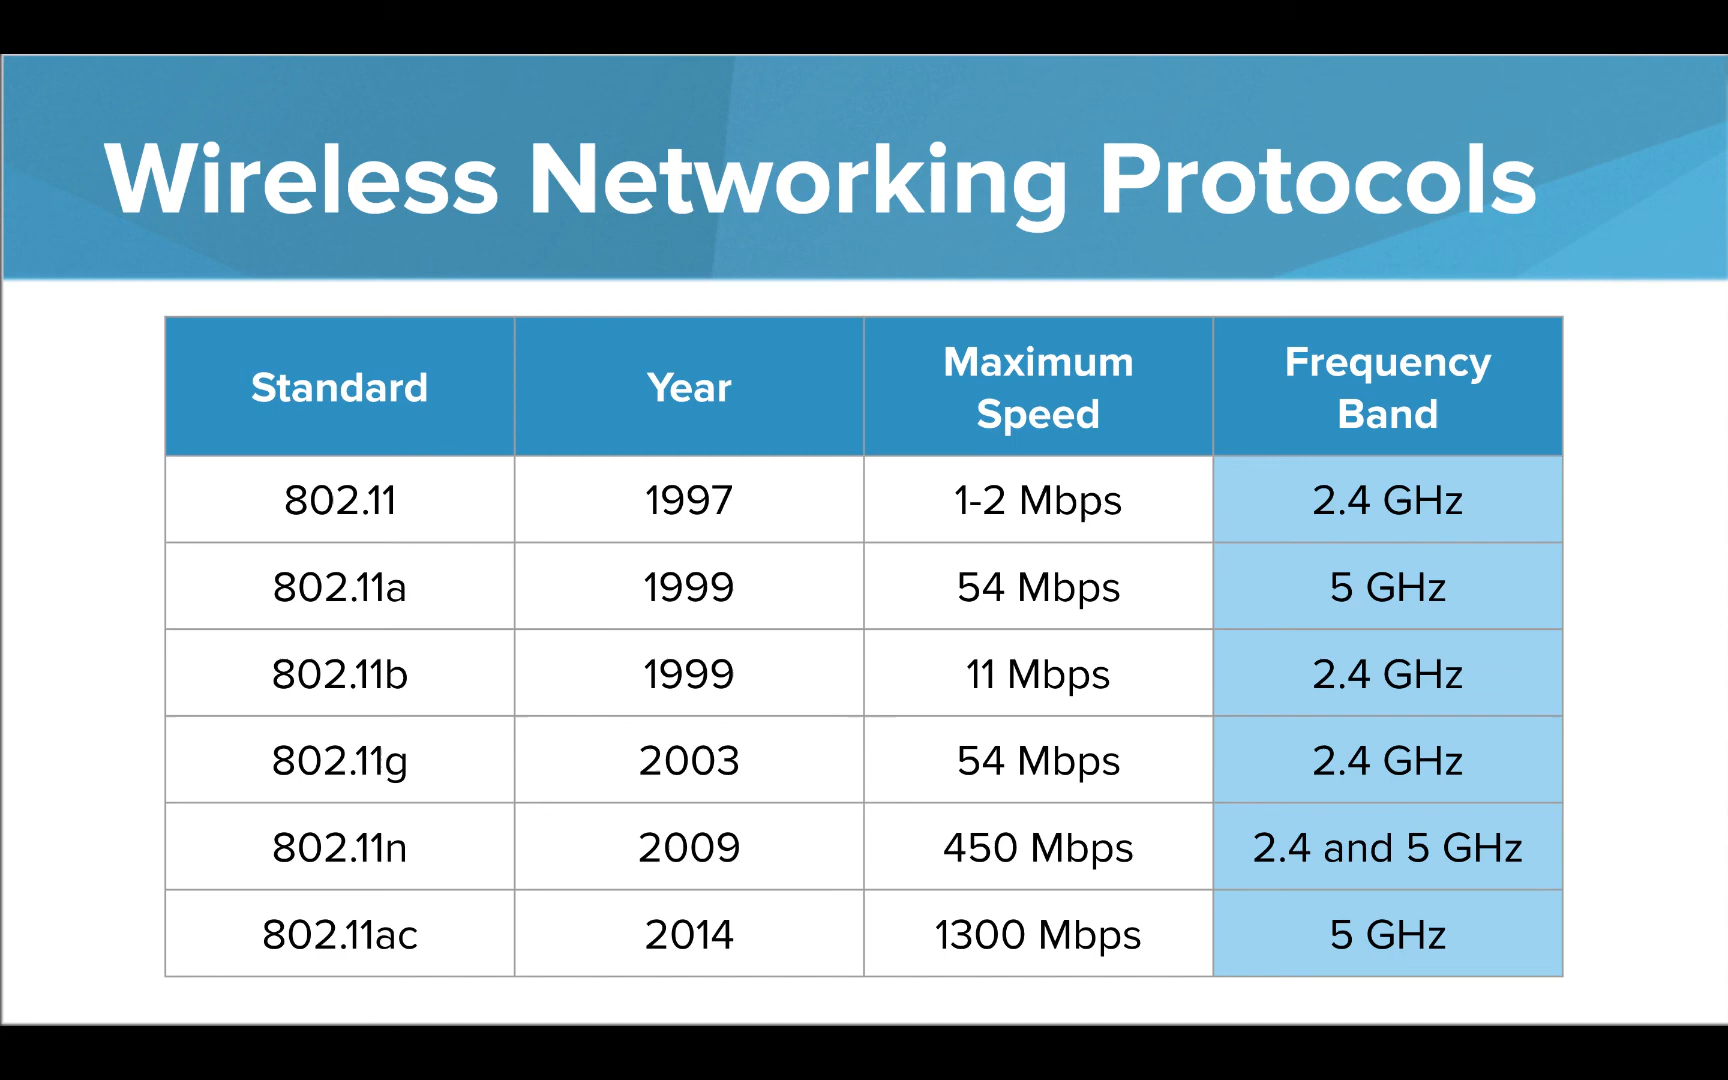 Wireless Networking Protocols
Standard Year Maximum Speed Frequency Band
802.11 1997 1-2 Mbps 2.4 GHz
802.11a 1999 54 Mbps 5 GHz
802.11b 1999 11 Mbps 2.4 GHz
802.11g 2003 54 Mbps 2.4 GHz
802.11n 2009 450 Mbps 2.4 and 5 GHz
802.11ac 2014 1300 Mbps 5 GHz